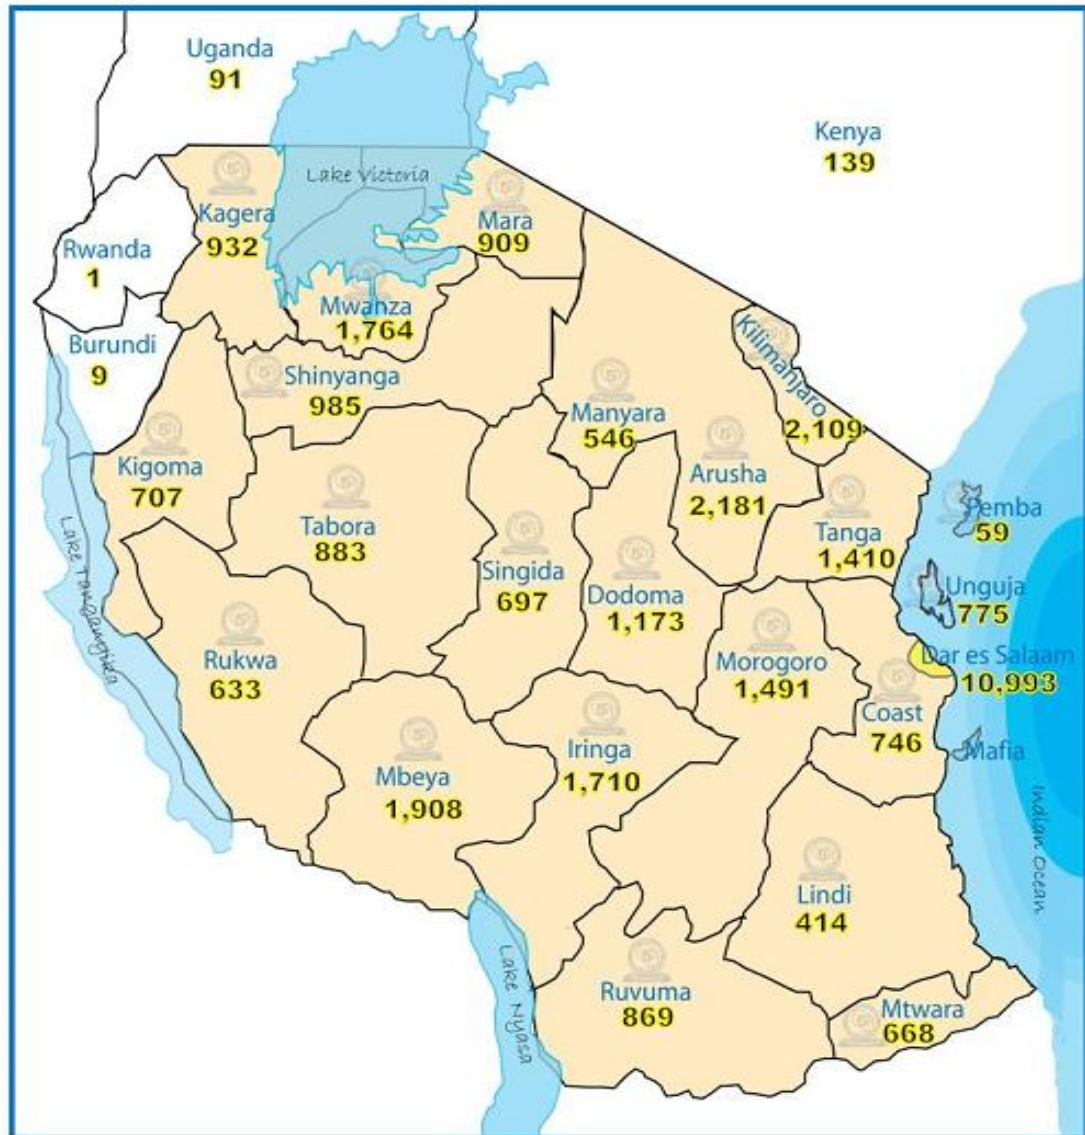 Uganda
91
Kenya
139
Lake Victoria
Kagera
932
Mara
909
Rwanda
1
Mwanza
1,764
Burundi
9
Shinyanga
985
Kilimanjaro
2,109
Manyara
546
Kigoma
707
Arusha
2,181
Tabora
883
Tanga
1,410
Pemba
59
Singida
697
Dodoma
1,173
Unguja
775
Lake Tanganyika
Rukwa
633
Morogoro
1,491
Dar es Salaam
10,993
Coast
746
Mafia
Iringa
1,710
Mbeya
1,908
Indian Ocean
Lindi
414
Lake Nyasa
Ruvuma
869
Mtwara
668